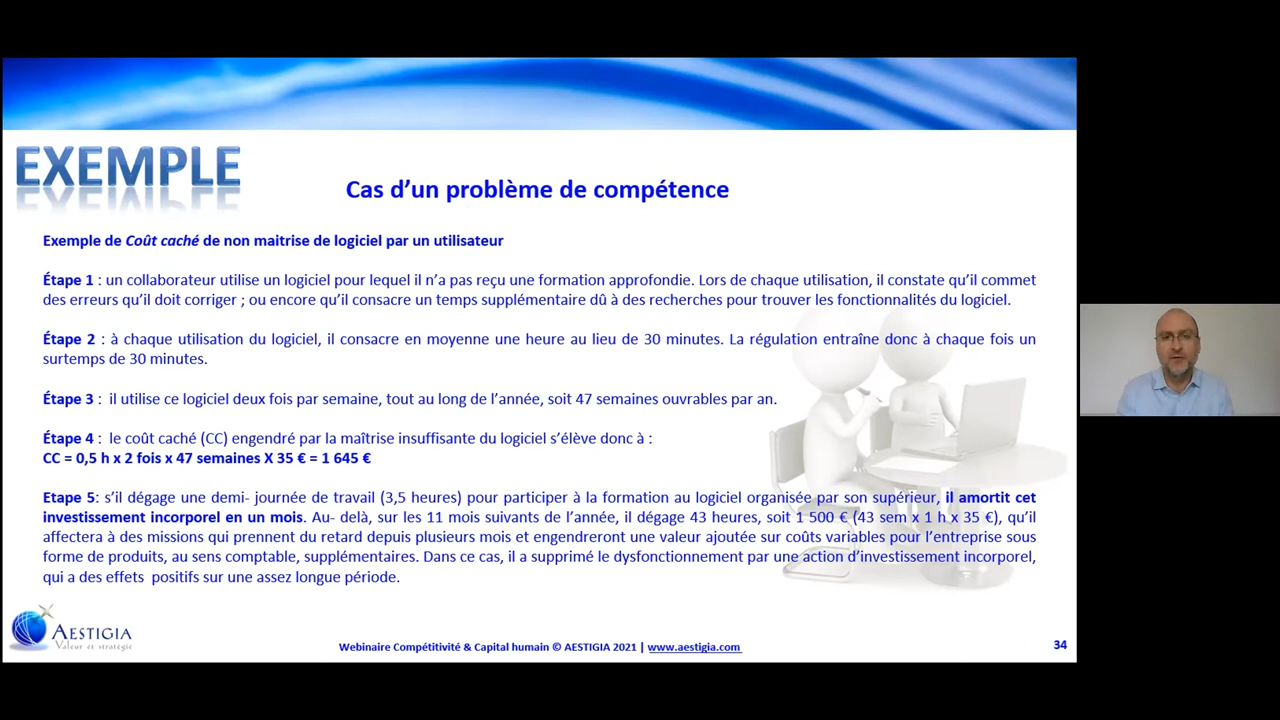 EXEMPLE
Cas d’un problème de compétence
Exemple de Coût caché de non maitrise de logiciel par un utilisateur
Étape 1 : un collaborateur utilise un logiciel pour lequel il n’a pas reçu une formation approfondie. Lors de chaque utilisation, il constate qu’il commet
des erreurs qu’il doit corriger ; ou encore qu’il consacre un temps supplémentaire dû à des recherches pour trouver les fonctionnalités du logiciel.
Étape 2 : à chaque utilisation du logiciel, il consacre en moyenne une heure au lieu de 30 minutes. La régulation entraîne donc à chaque fois un
surtemps de 30 minutes.
Étape 3 : il utilise ce logiciel deux fois par semaine, tout au long de l’année, soit 47 semaines ouvrables par an.
Étape 4 : le coût caché (CC) engendré par la maîtrise insuffisante du logiciel s’élève donc à :
CC = 0,5 h x 2 fois x 47 semaines X 35 € = 1 645 €
Etape 5: s’il dégage une demi- journée de travail (3,5 heures) pour participer à la formation au logiciel organisée par son supérieur, il amortit cet
investissement incorporel en un mois. Au- delà, sur les 11 mois suivants de l’année, il dégage 43 heures, soit 1 500 € (43 sem x 1 h x 35 €), qu’il
affectera à des missions qui prennent du retard depuis plusieurs mois et engendreront une valeur ajoutée sur coûts variables pour l’entreprise sous
forme de produits, au sens comptable, supplémentaires. Dans ce cas, il a supprimé le dysfonctionnement par une action d’investissement incorporel,
qui a des effets positifs sur une assez longue période.
AESTIGIA
Valeur et stratégie
Webinaire Compétitivité & Capital humain © AESTIGIA 2021 | www.aestigia.com
34